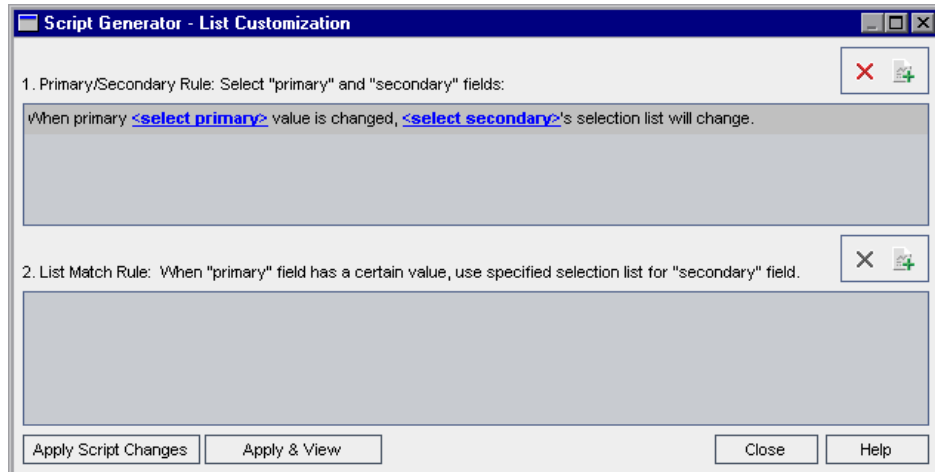 Script Generator - List Customization
1. Primary/Secondary Rule: Select "primary" and "secondary" fields:
When primary <select primary> value is changed, <select secondary>'s selection list will change.
2. List Match Rule: When "primary" field has a certain value, use specified selection list for "secondary" field.
Apply Script Changes Apply & View Close Help